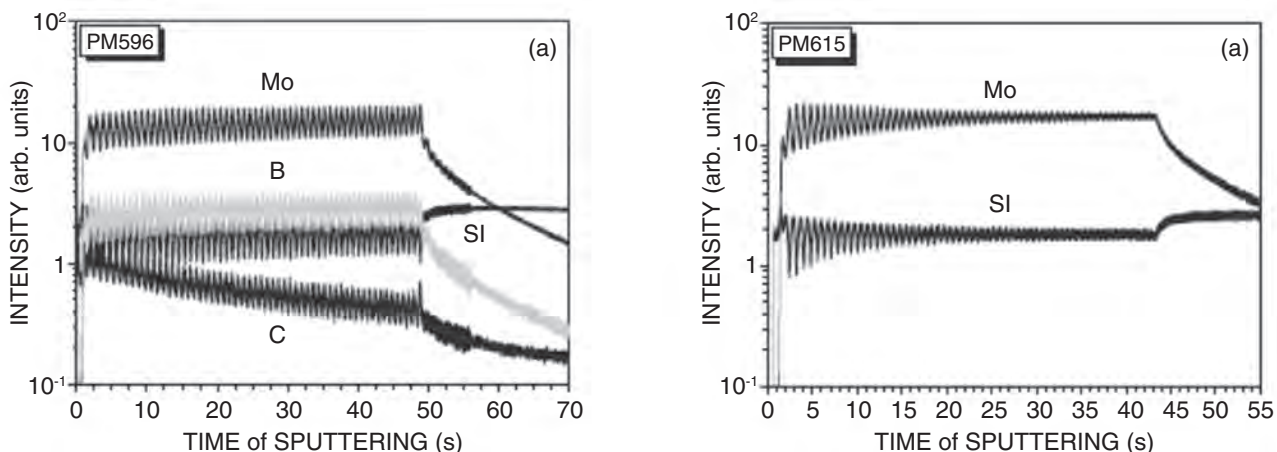 10²
PM596
(a)
Mo
10
B
SI
1
C
10⁻¹
0 10 20 30 40 50 60 70
INTENSITY (arb. units)
TIME of SPUTTERING (s)
10²
PM615
(a)
Mo
10
SI
1
10⁻¹
0 5 10 15 20 25 30 35 40 45 50 55
INTENSITY (arb. units)
TIME of SPUTTERING (s)